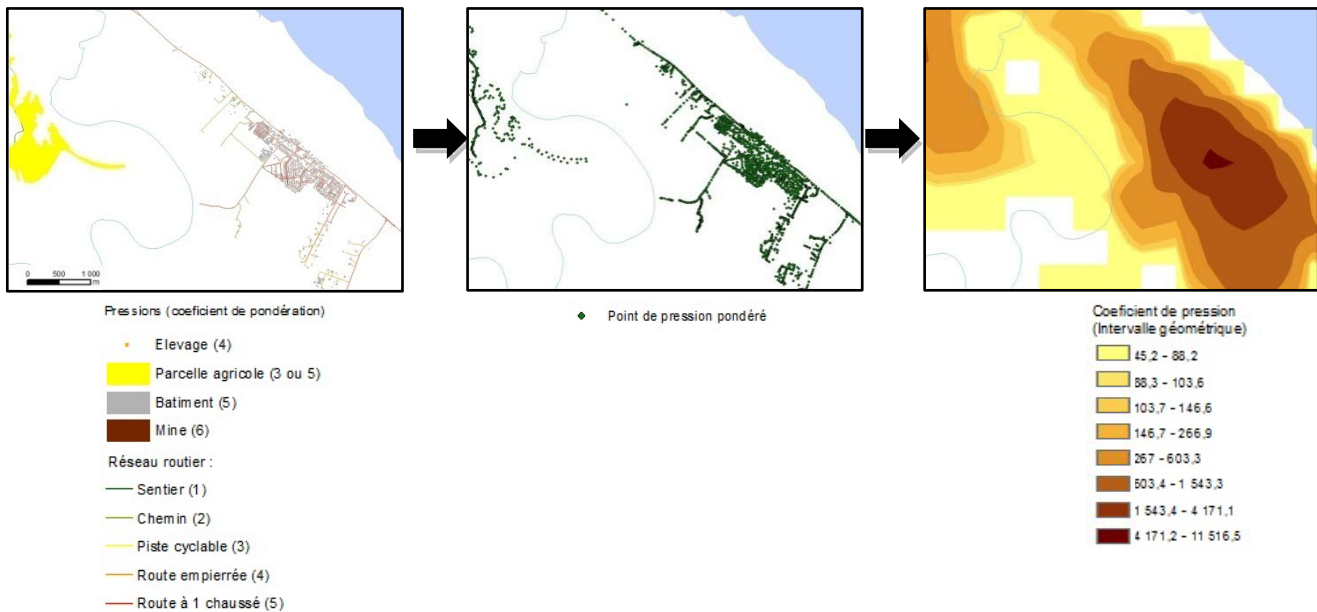 0 500 1 000
m
Pressions (coeficient de pondération)
Elevage (4)
Parcelle agricole (3 ou 5)
Batiment (5)
Mine (6)
Réseau routier :
Sentier (1)
Chemin (2)
Piste cyclable (3)
Route empierrée (4)
Route à 1 chaussé (5)
Point de pression pondéré
Coeficient de pression
(Intervalle géométrique)
45,2 - 88,2
88,3 - 103,6
103,7 - 146,6
146,7 - 266,9
267 - 603,3
603,4 - 1 543,3
1 543,4 - 4 171,1
4 171,2 - 11 516,5